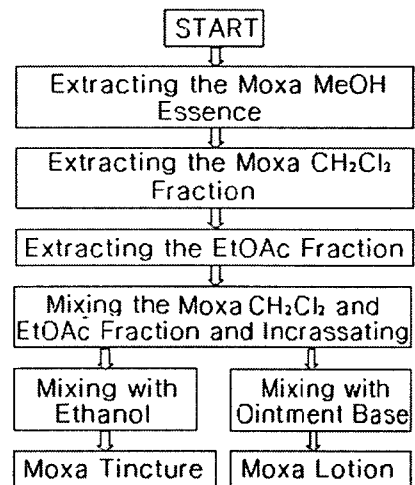 START
Extracting the Moxa MeOH
Essence
Extracting the Moxa CH₂Cl₂
Fraction
Extracting the EtOAc Fraction
Mixing the Moxa CH₂Cl₂ and
EtOAc Fraction and Incrassating
Mixing with
Ethanol
Mixing with
Ointment Base
Moxa Tincture
Moxa Lotion